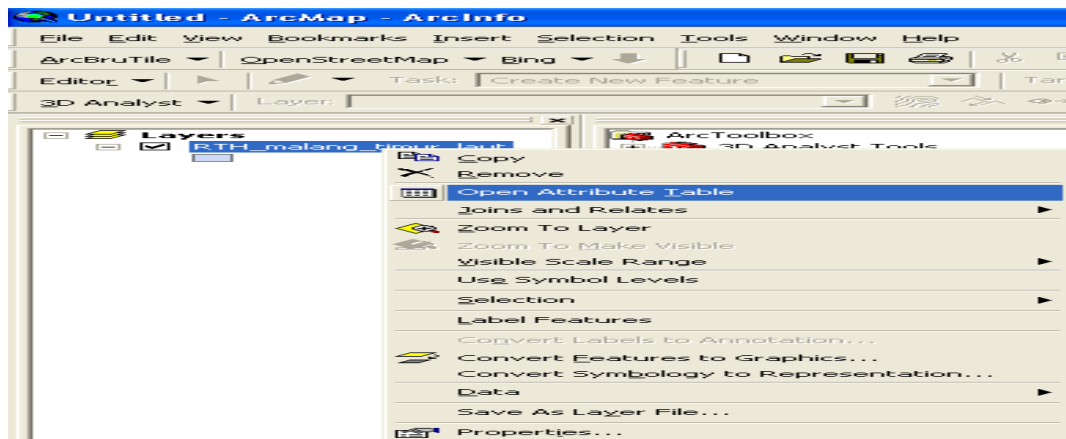 Untitled - ArcMap - ArcInfo
File Edit View Bookmarks Insert Selection Tools Window Help
ArcBruTile OpenStreetMap Bing
Editor Task: Create New Feature Tar
3D Analyst Layer:
Layers
RTH_malang_timur_laut
ArcToolbox
3D Analyst Tools
Copy
Remove
Open Attribute Table
Joins and Relates
Zoom To Layer
Zoom To Make Visible
Visible Scale Range
Use Symbol Levels
Selection
Label Features
Convert Labels to Annotation...
Convert Features to Graphics...
Convert Symbology to Representation...
Data
Save As Layer File...
Properties...